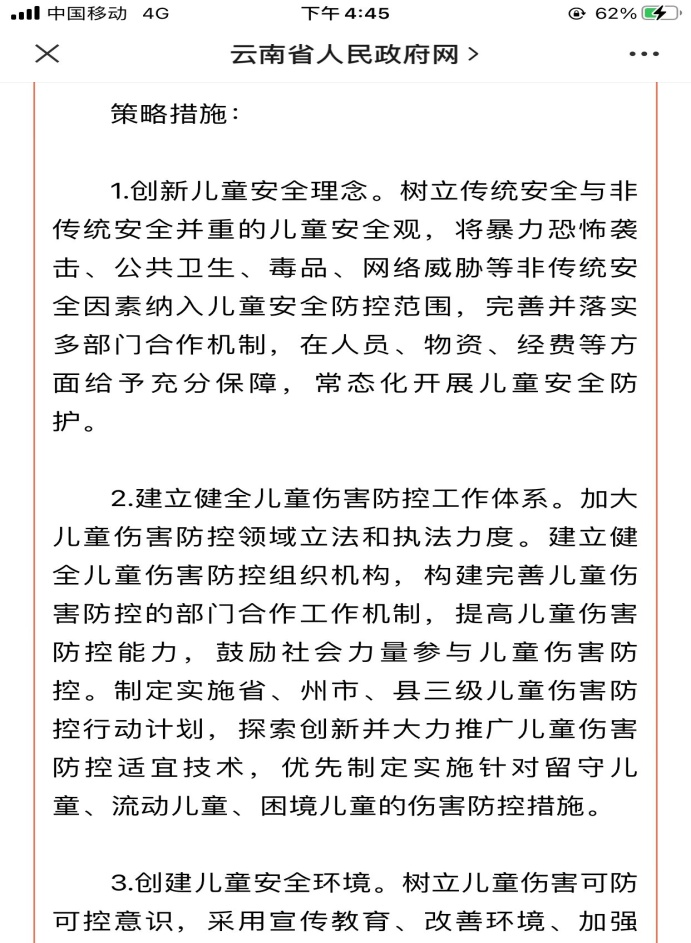 中国移动 4G 下午 4:45 62%
云南省人民政府网
策略措施：
1.创新儿童安全理念。树立传统安全与非
传统安全并重的儿童安全观，将暴力恐怖袭
击、公共卫生、毒品、网络威胁等非传统安
全因素纳入儿童安全防控范围，完善并落实
多部门合作机制，在人员、物资、经费等方
面给予充分保障，常态化开展儿童安全防
护。
2.建立健全儿童伤害防控工作体系。加大
儿童伤害防控领域立法和执法力度。建立健
全儿童伤害防控组织机构，构建完善儿童伤
害防控的部门合作工作机制，提高儿童伤害
防控能力，鼓励社会力量参与儿童伤害防
控。制定实施省、州市、县三级儿童伤害防
控行动计划，探索创新并大力推广儿童伤害
防控适宜技术，优先制定实施针对留守儿
童、流动儿童、困境儿童的伤害防控措施。
3.创建儿童安全环境。树立儿童伤害可防
可控意识，采用宣传教育、改善环境、加强